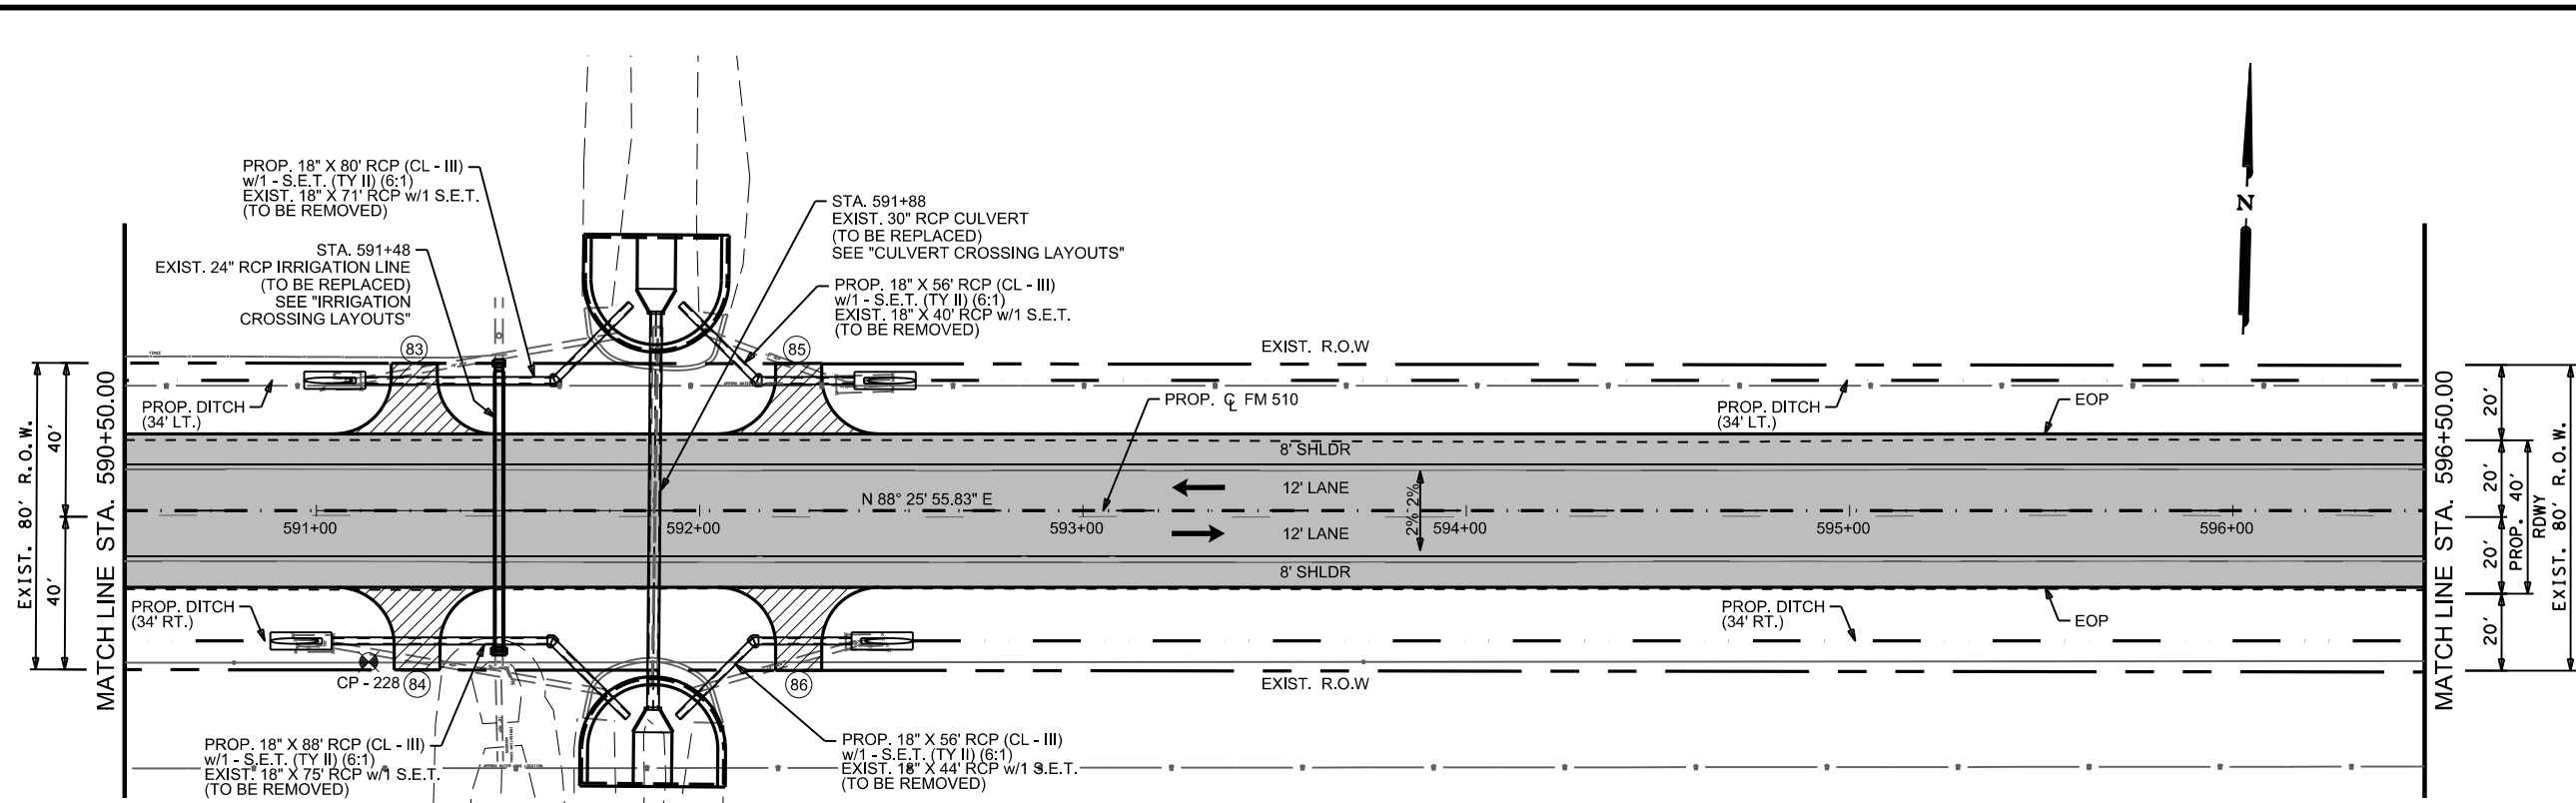 PROP. 18" X 80' RCP (CL - III)
w/1 - S.E.T. (TY II) (6:1)
EXIST. 18" X 71' RCP w/1 S.E.T.
(TO BE REMOVED)
STA. 591+48
EXIST. 24" RCP IRRIGATION LINE
(TO BE REPLACED)
SEE "IRRIGATION
CROSSING LAYOUTS"
STA. 591+88
EXIST. 30" RCP CULVERT
(TO BE REPLACED)
SEE "CULVERT CROSSING LAYOUTS"
PROP. 18" X 56' RCP (CL - III)
w/1 - S.E.T. (TY II) (6:1)
EXIST. 18" X 40' RCP w/1 S.E.T.
(TO BE REMOVED)
N
83
85
EXIST. R.O.W
PROP. DITCH
(34' LT.)
PROP. ℄ FM 510
PROP. DITCH
(34' LT.)
EOP
EXIST. 80' R.O.W.
40'
40'
MATCH LINE STA. 590+50.00
8' SHLDR
12' LANE
N 88° 25' 55.83" E
2% 2%
591+00
592+00
593+00
594+00
595+00
596+00
12' LANE
8' SHLDR
MATCH LINE STA. 596+50.00
20'
20'
20'
20'
PROP. 40'
RDWY
EXIST. 80' R.O.W.
PROP. DITCH
(34' RT.)
PROP. DITCH
(34' RT.)
EOP
CP - 228
84
86
EXIST. R.O.W
PROP. 18" X 88' RCP (CL - III)
w/1 - S.E.T. (TY II) (6:1)
EXIST. 18" X 75' RCP w/1 S.E.T.
(TO BE REMOVED)
PROP. 18" X 56' RCP (CL - III)
w/1 - S.E.T. (TY II) (6:1)
EXIST. 18" X 44' RCP w/1 S.E.T.
(TO BE REMOVED)